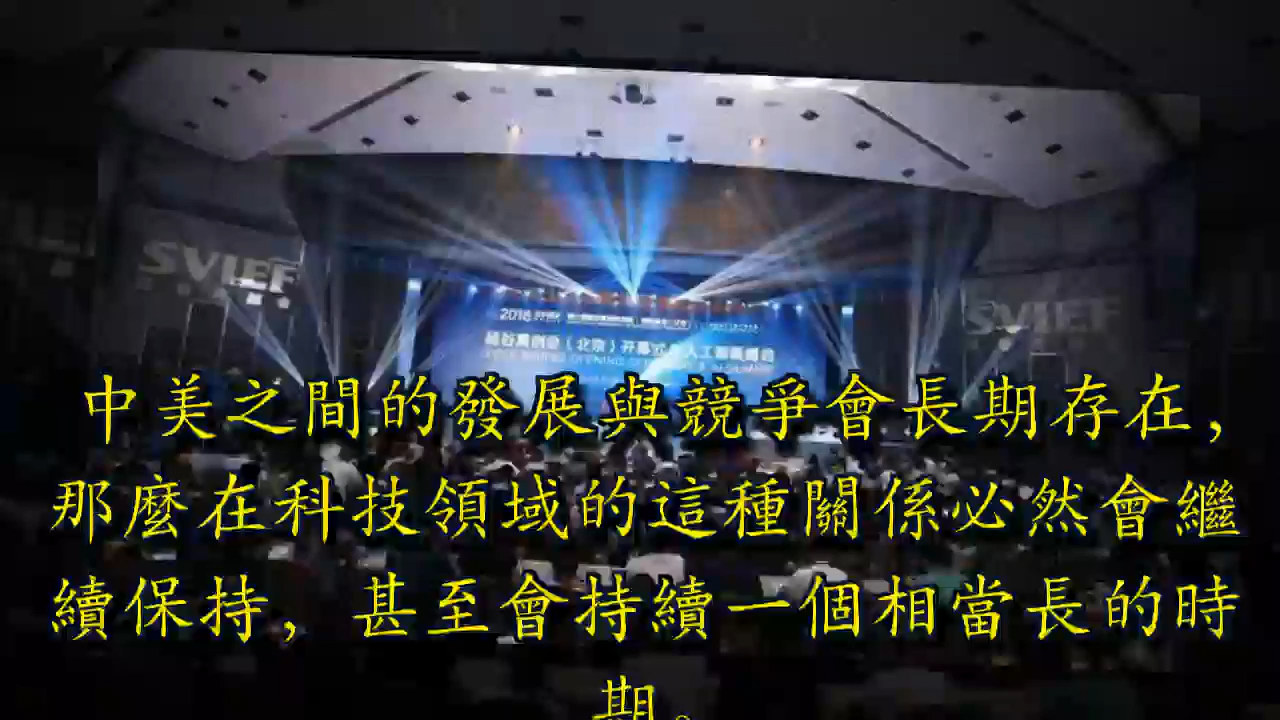 SVIEF
SVIEF
2018
硅谷高创会（北京）开幕式
中美之間的發展與競爭會長期存在，
那麼在科技領域的這種關係必然會繼
續保持，甚至會持續一個相當長的時
期。